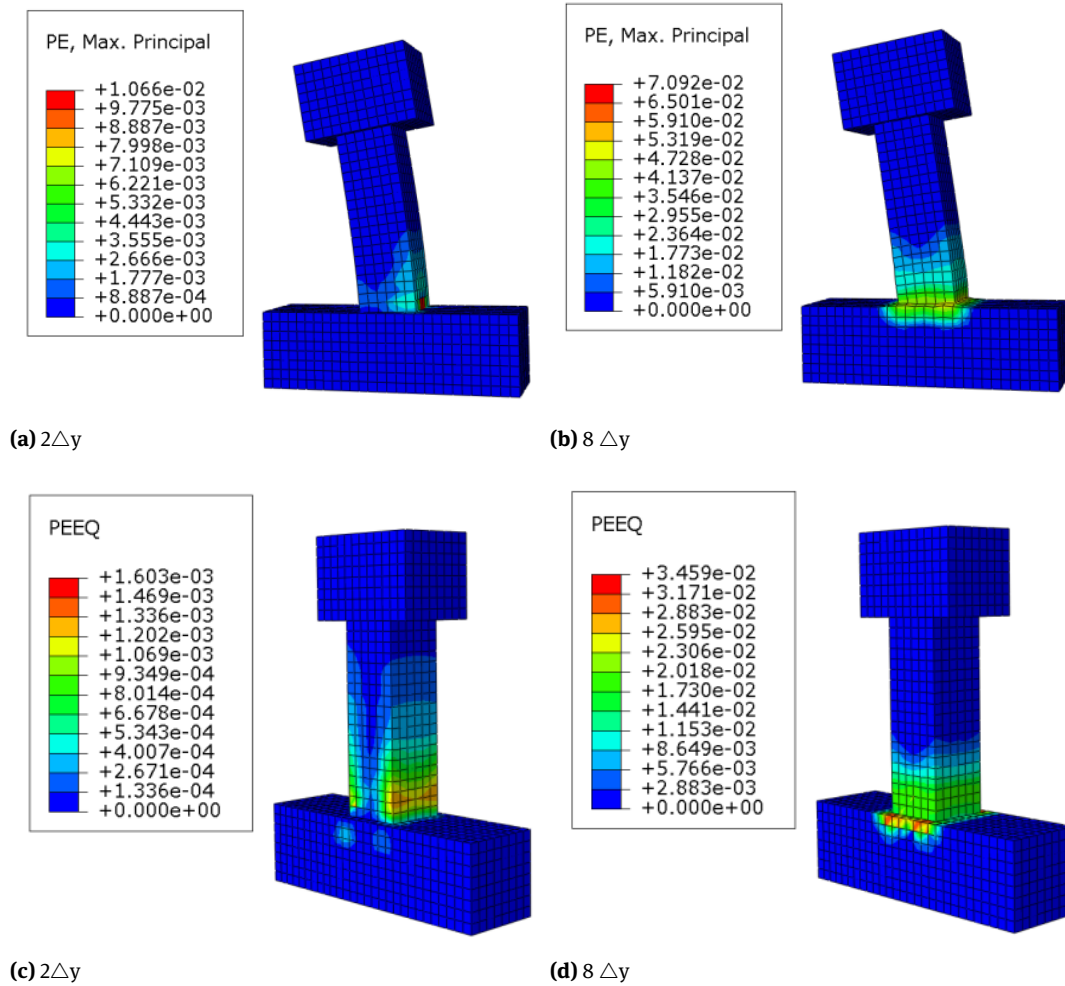 PE, Max. Principal
+1.066e-02
+9.775e-03
+8.887e-03
+7.998e-03
+7.109e-03
+6.221e-03
+5.332e-03
+4.443e-03
+3.555e-03
+2.666e-03
+1.777e-03
+8.887e-04
+0.000e+00
(a) 2△y
PE, Max. Principal
+7.092e-02
+6.501e-02
+5.910e-02
+5.319e-02
+4.728e-02
+4.137e-02
+3.546e-02
+2.955e-02
+2.364e-02
+1.773e-02
+1.182e-02
+5.910e-03
+0.000e+00
(b) 8 △y
PEEQ
+1.603e-03
+1.469e-03
+1.336e-03
+1.202e-03
+1.069e-03
+9.349e-04
+8.014e-04
+6.678e-04
+5.343e-04
+4.007e-04
+2.671e-04
+1.336e-04
+0.000e+00
(c) 2△y
PEEQ
+3.459e-02
+3.171e-02
+2.883e-02
+2.595e-02
+2.306e-02
+2.018e-02
+1.730e-02
+1.441e-02
+1.153e-02
+8.649e-03
+5.766e-03
+2.883e-03
+0.000e+00
(d) 8 △y